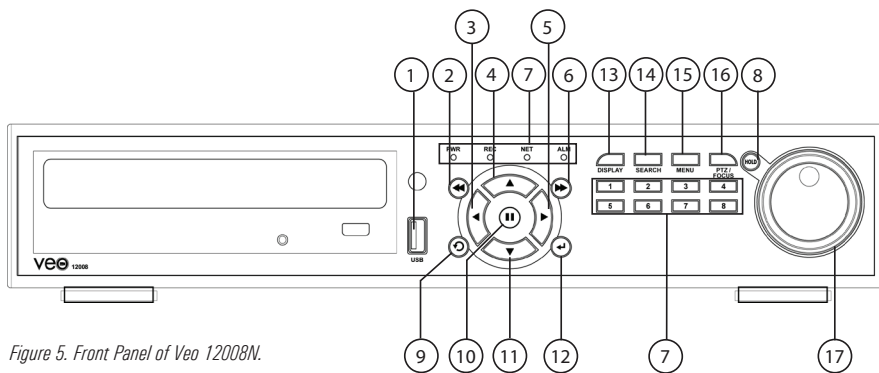 3 5
1 2 4 7 6 13 14 15 16 8
PWR REC NET ALM
HOLD
DISPLAY SEARCH MENU PTZ / FOCUS
1 2 3 4
5 6 7 8
USB
veo 12008
9 10 11 12 7 17
Figure 5. Front Panel of Veo 12008N.